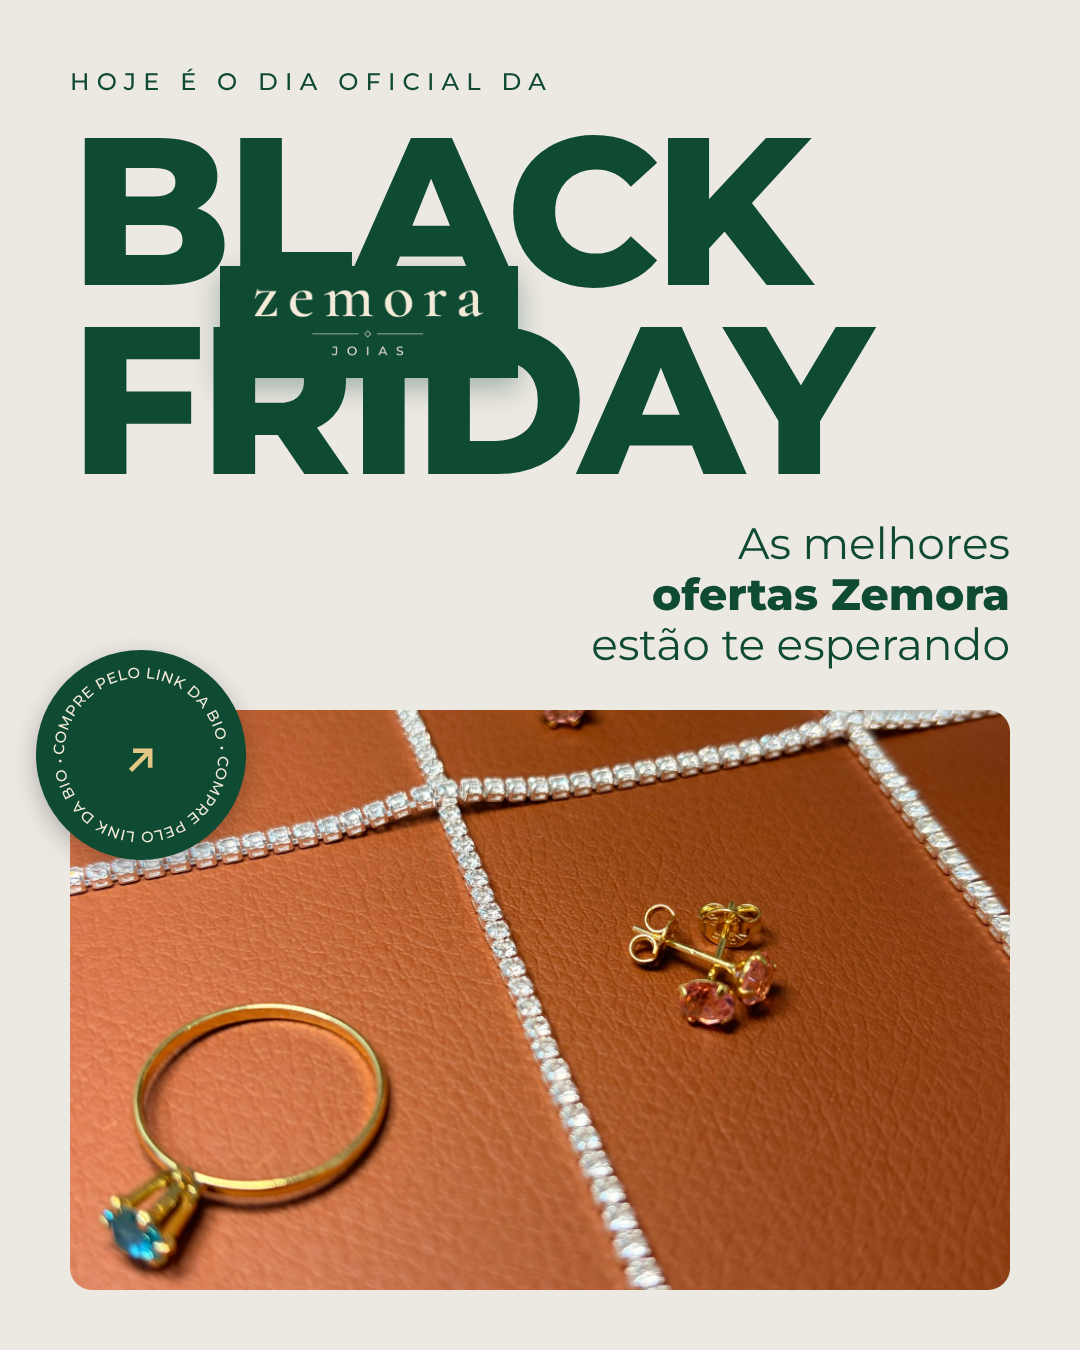 HOJE É O DIA OFICIAL DA
BLACK
zemora
JOIAS
FRIDAY
As melhores
ofertas Zemora
estão te esperando
COMPRE PELO LINK DA BIO • COMPRE PELO LINK DA BIO •